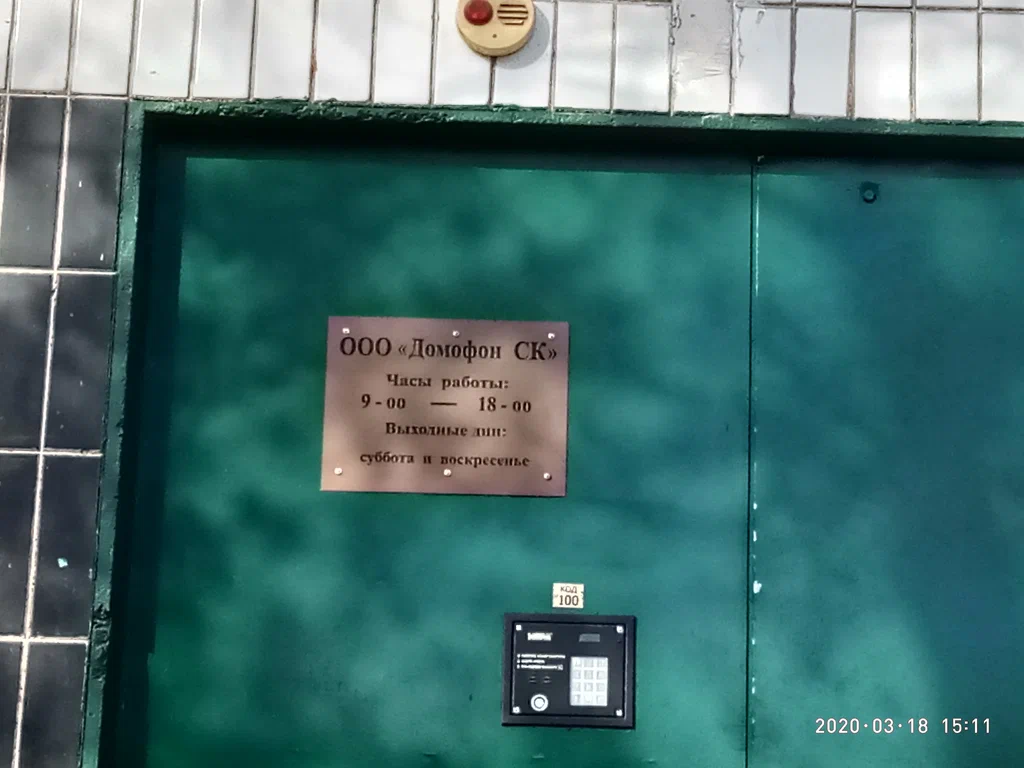 ООО «Домофон СК»
Часы работы:
9-00 — 18-00
Выходные дни:
суббота и воскресенье
КОД
100
2020·03·18 15:11